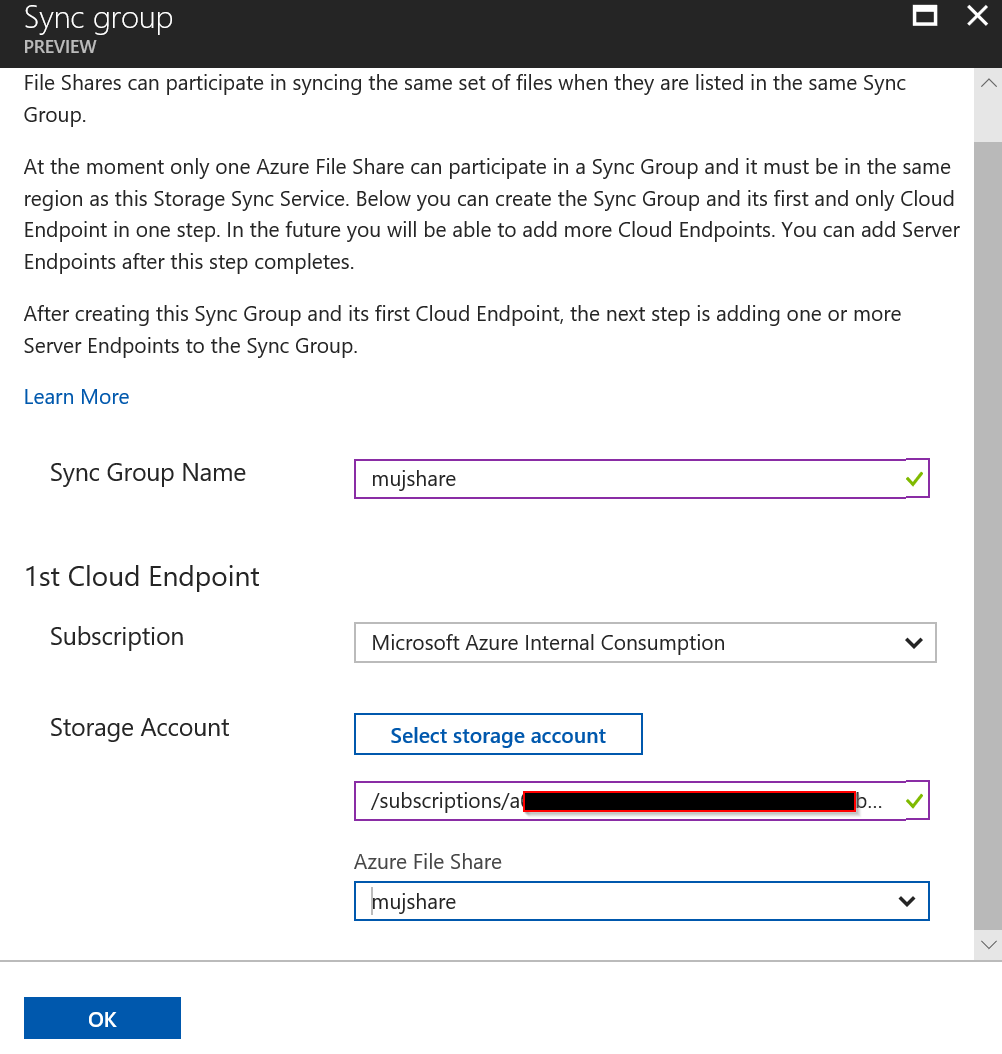 Sync group
PREVIEW
File Shares can participate in syncing the same set of files when they are listed in the same Sync
Group.
At the moment only one Azure File Share can participate in a Sync Group and it must be in the same
region as this Storage Sync Service. Below you can create the Sync Group and its first and only Cloud
Endpoint in one step. In the future you will be able to add more Cloud Endpoints. You can add Server
Endpoints after this step completes.
After creating this Sync Group and its first Cloud Endpoint, the next step is adding one or more
Server Endpoints to the Sync Group.
Learn More
Sync Group Name
mujshare
1st Cloud Endpoint
Subscription
Microsoft Azure Internal Consumption
Storage Account
Select storage account
/subscriptions/a b...
Azure File Share
mujshare
OK